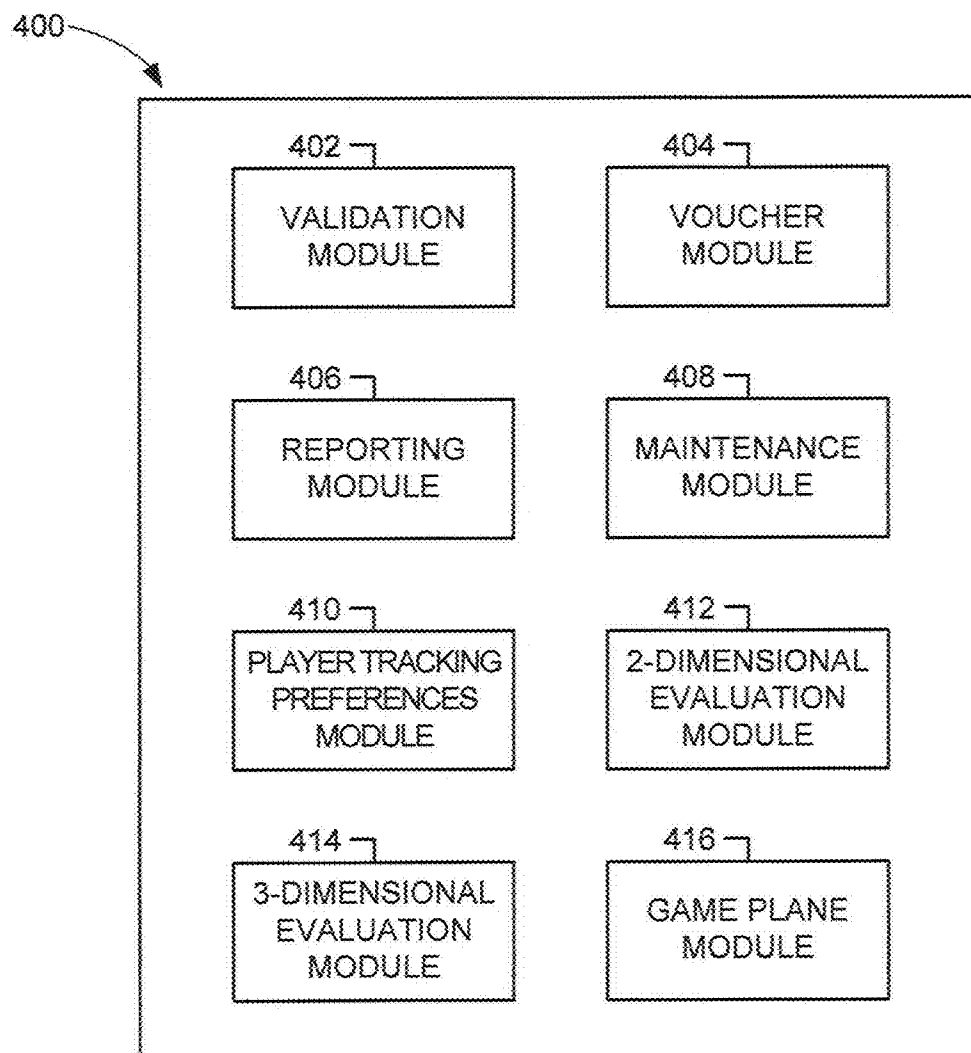 400
402
VALIDATION
MODULE
404
VOUCHER
MODULE
406
REPORTING
MODULE
408
MAINTENANCE
MODULE
410
PLAYER TRACKING
PREFERENCES
MODULE
412
2-DIMENSIONAL
EVALUATION
MODULE
414
3-DIMENSIONAL
EVALUATION
MODULE
416
GAME PLANE
MODULE